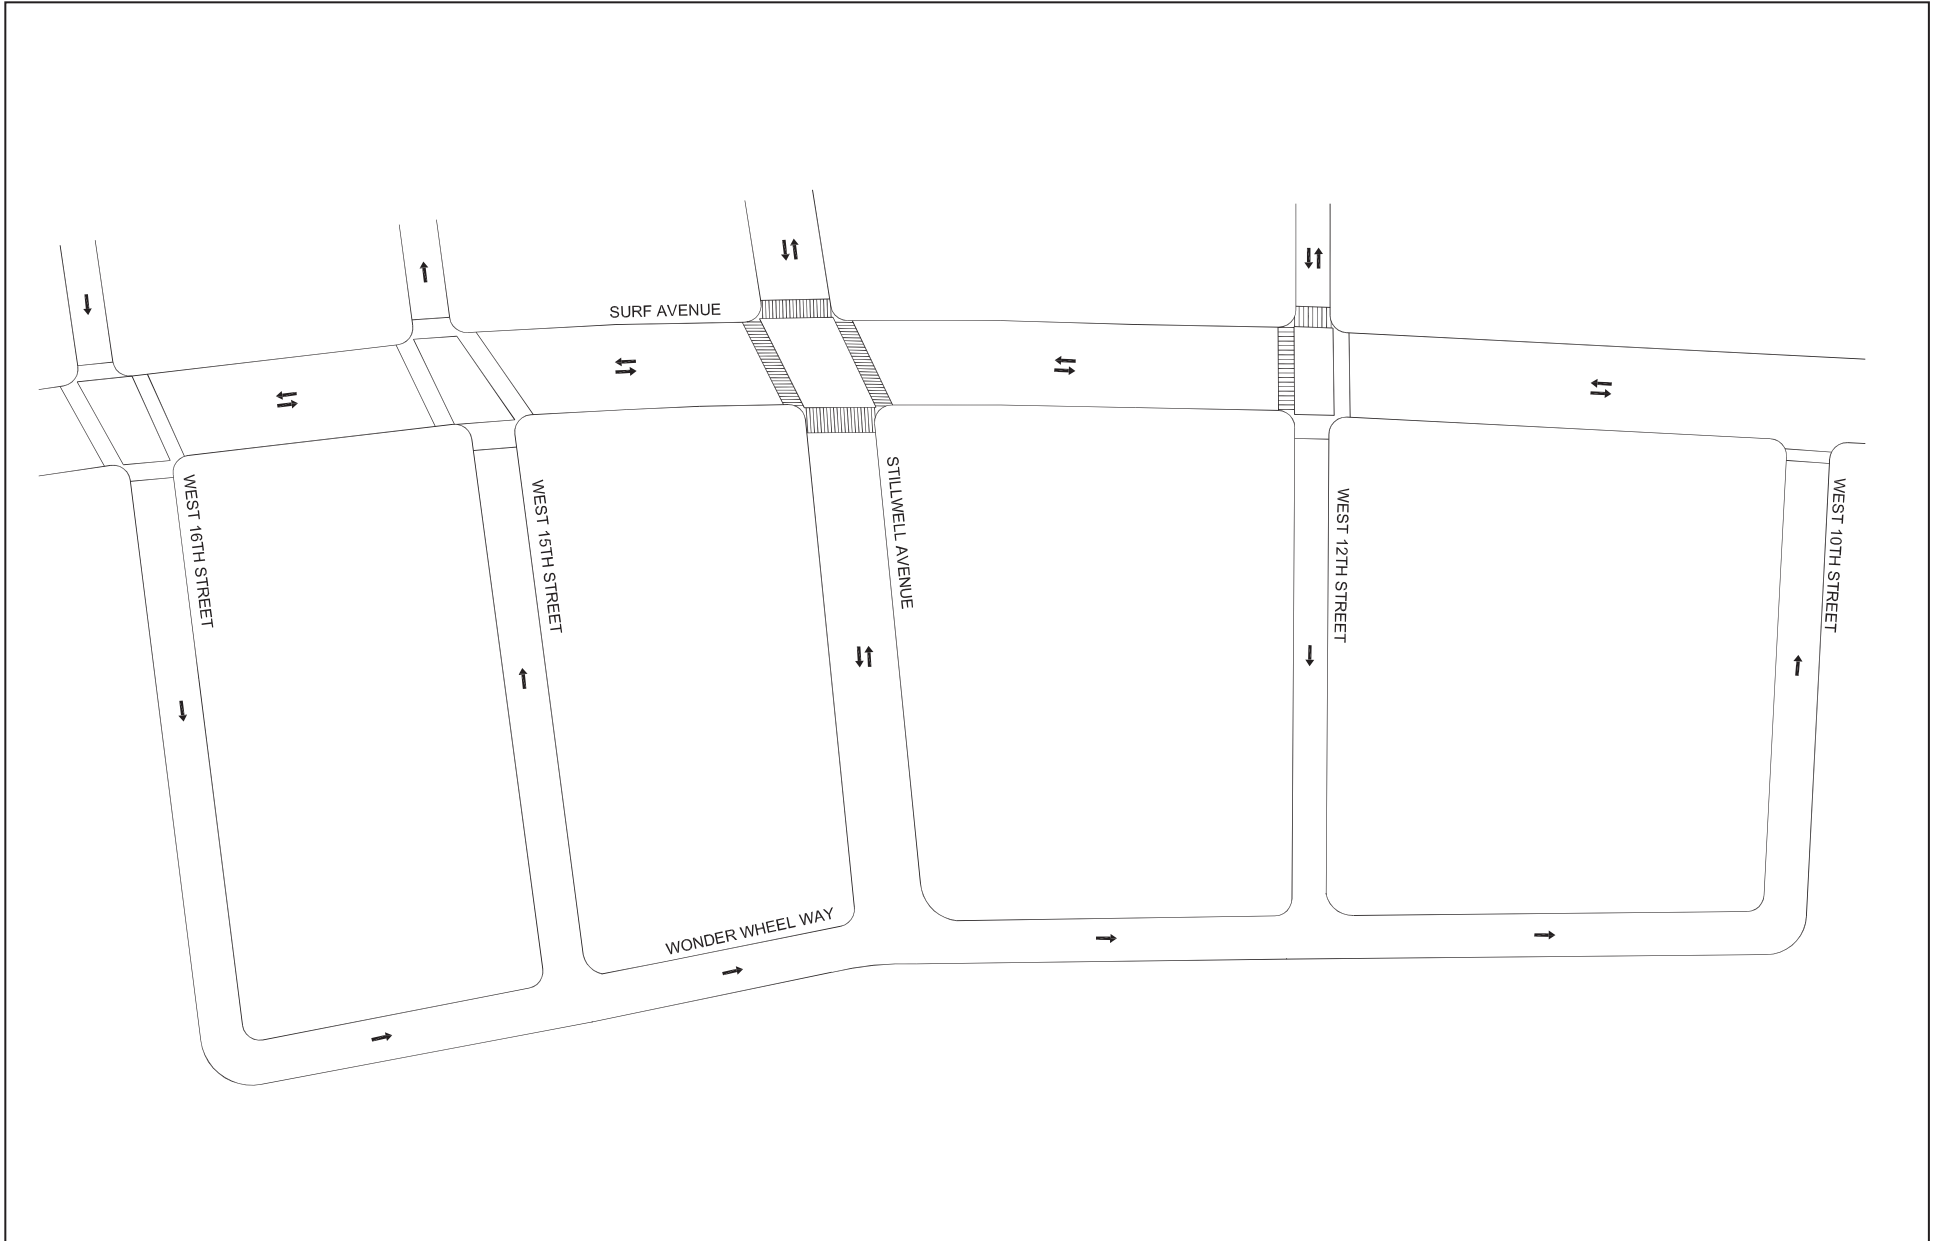 SURF AVENUE
WEST 16TH STREET
WEST 15TH STREET
STILLWELL AVENUE
WEST 12TH STREET
WEST 10TH STREET
WONDER WHEEL WAY